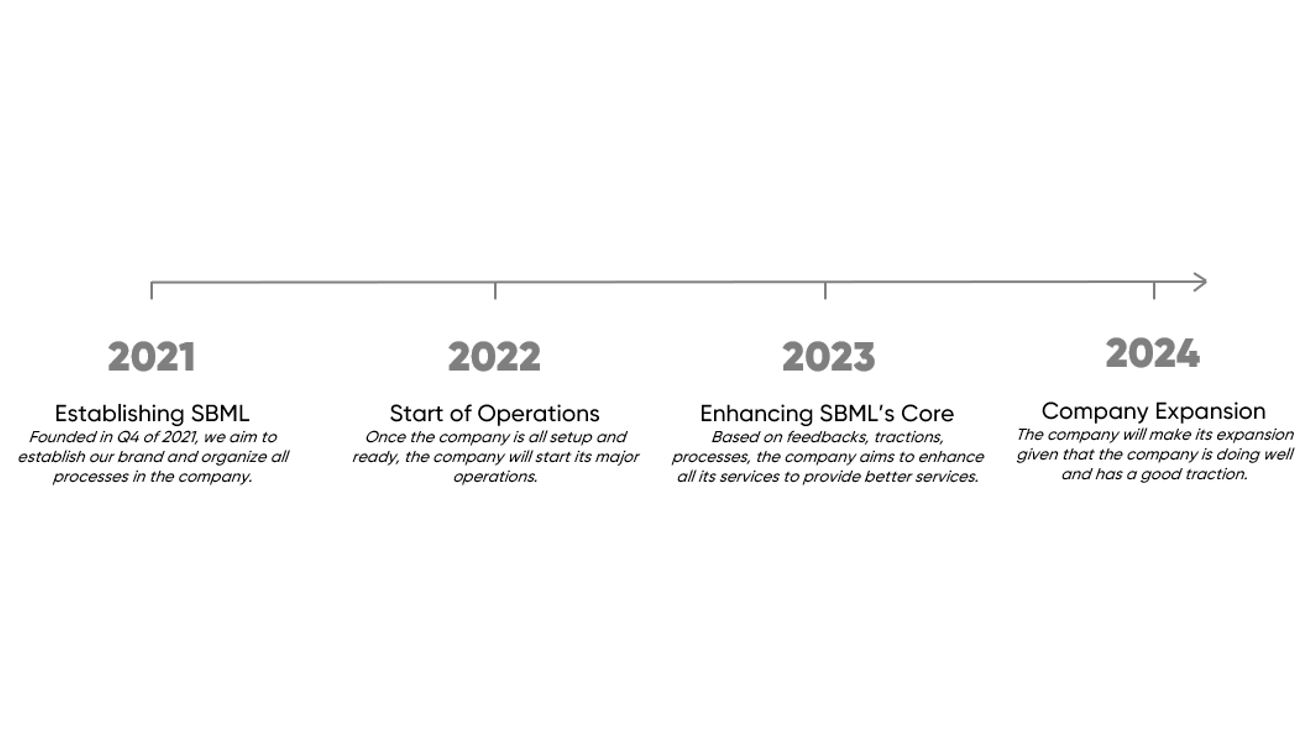 2021
Establishing SBML
Founded in Q4 of 2021, we aim to
establish our brand and organize all
processes in the company.
2022
Start of Operations
Once the company is all setup and
ready, the company will start its major
operations.
2023
Enhancing SBML's Core
Based on feedbacks, tractions,
processes, the company aims to enhance
all its services to provide better services.
2024
Company Expansion
The company will make its expansion
given that the company is doing well
and has a good traction.